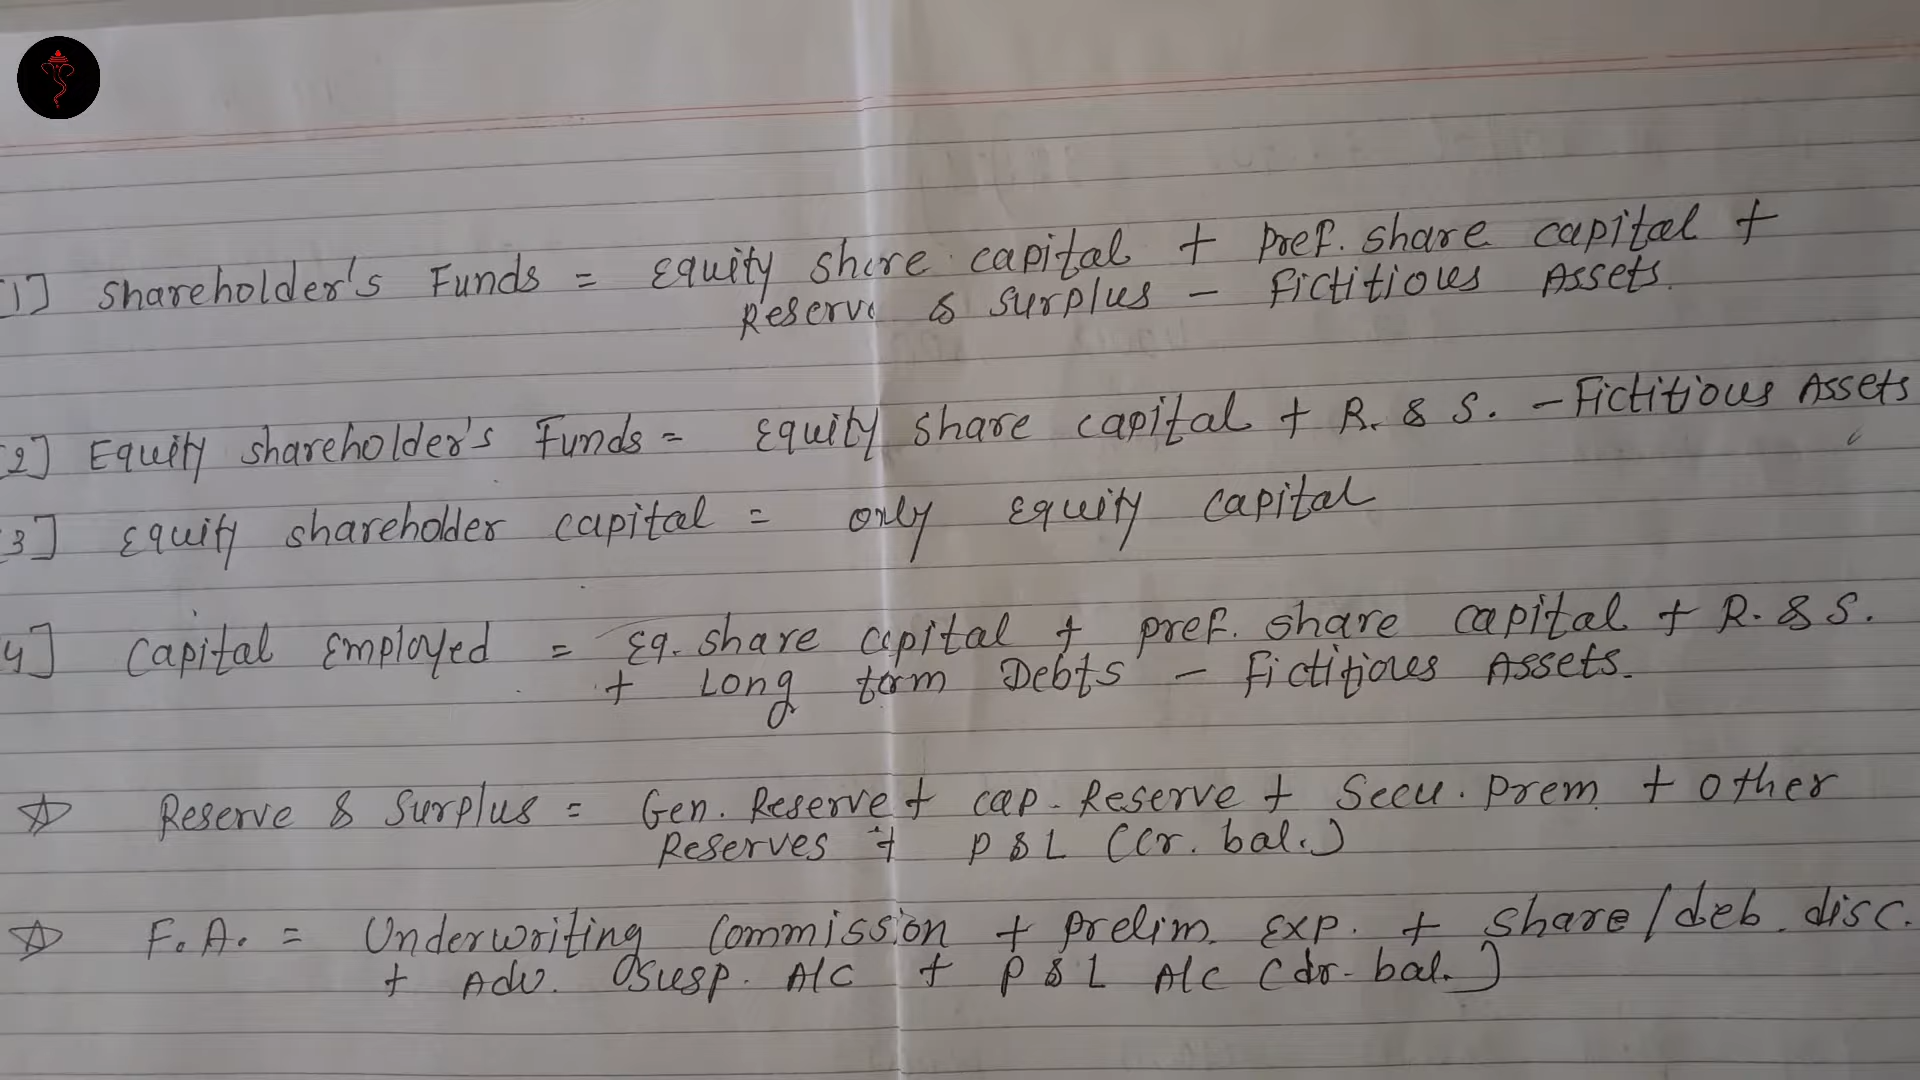 1] Shareholder's Funds = Equity share capital + Pref. share capital +
Reserve & Surplus - Fictitious Assets.
2] Equity shareholder's Funds = Equity share capital + R. & S. - Fictitious Assets
3] Equity shareholder capital = only Equity capital
4] Capital Employed = Eq. share capital + pref. share capital + R. & S.
+ Long term Debts - Fictitious Assets.
☆ Reserve & Surplus = Gen. Reserve + cap. Reserve + Secu. Prem. + Other
Reserves + P & L (cr. bal.)
☆ F.A. = Underwriting Commission + Prelim. Exp. + Share/deb. disc.
+ Adv. Susp. A/C + P & L A/C (dr. bal.)